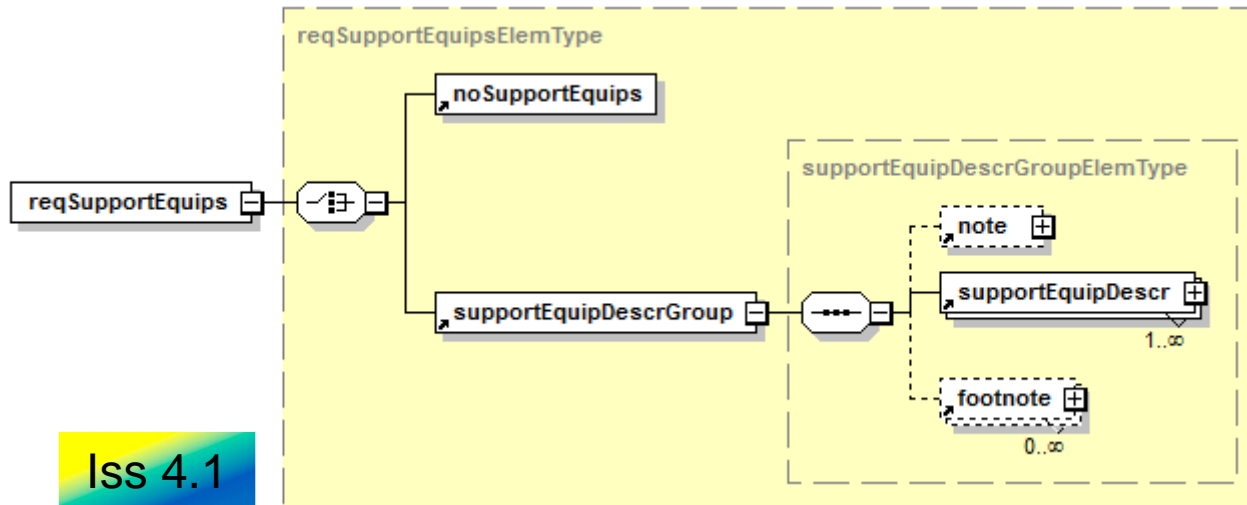 reqSupportEquipsElemType
noSupportEquips
supportEquipDescrGroupElemType
reqSupportEquips
note
supportEquipDescrGroup
supportEquipDescr
1..∞
footnote
0..∞
Iss 4.1